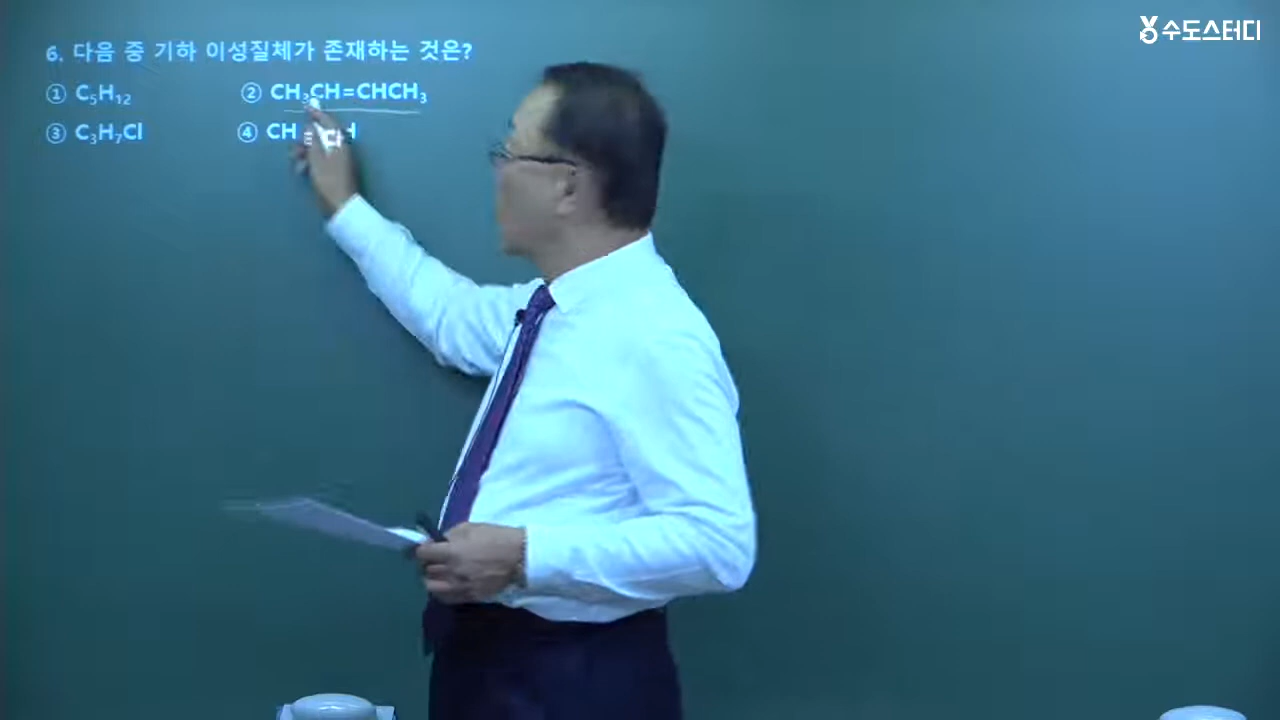 수도스터디
6. 다음 중 기하 이성질체가 존재하는 것은?
① C₅H₁₂ ② CH₃CH=CHCH₃
③ C₃H₇Cl ④ CH